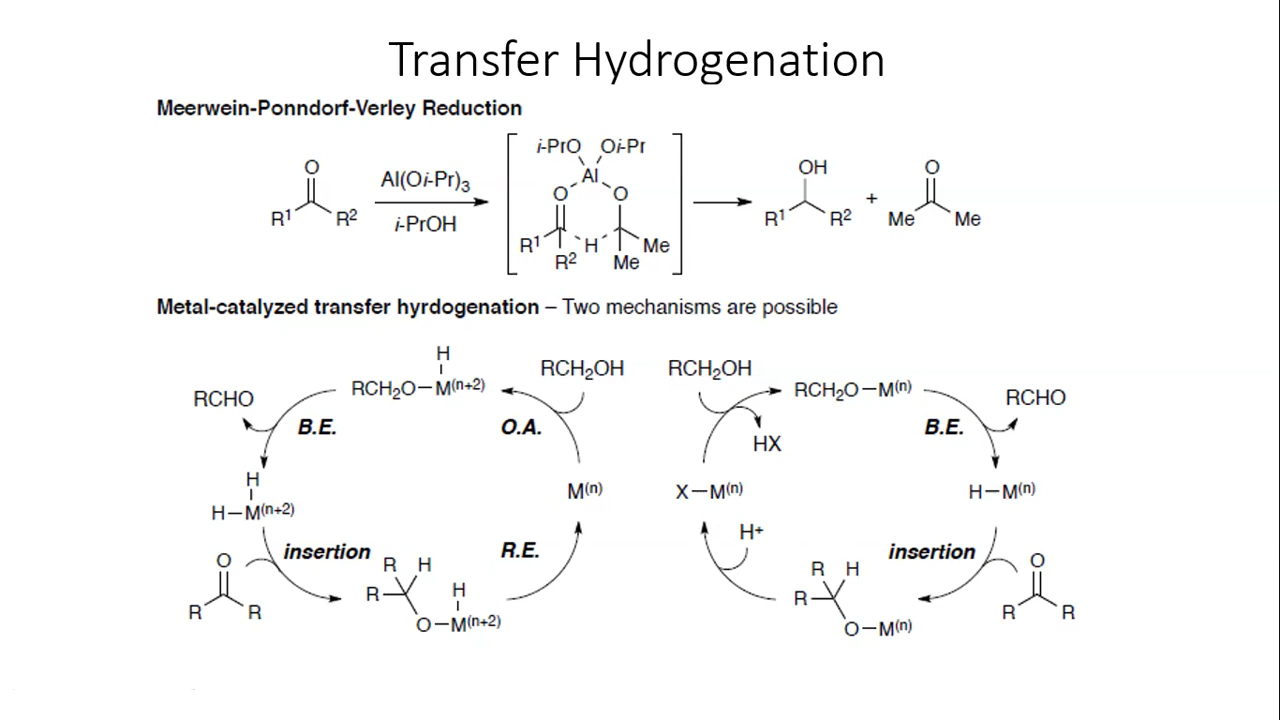 Transfer Hydrogenation
Meerwein-Ponndorf-Verley Reduction
O
R¹ R²
Al(Oi-Pr)₃
i-PrOH
i-PrO Oi-Pr
Al
O O
R¹ H Me
R² Me
OH
R¹ R²
+
O
Me Me
Metal-catalyzed transfer hyrdogenation – Two mechanisms are possible
H
RCH₂O–M(n+2)
RCH₂OH
RCHO
B.E.
O.A.
H
H–M(n+2)
M(n)
insertion
R.E.
O
R R
R H
R
H
O–M(n+2)
RCH₂OH
RCH₂O–M(n)
RCHO
HX
B.E.
X–M(n)
H–M(n)
H+
insertion
R H
R
O–M(n)
O
R R